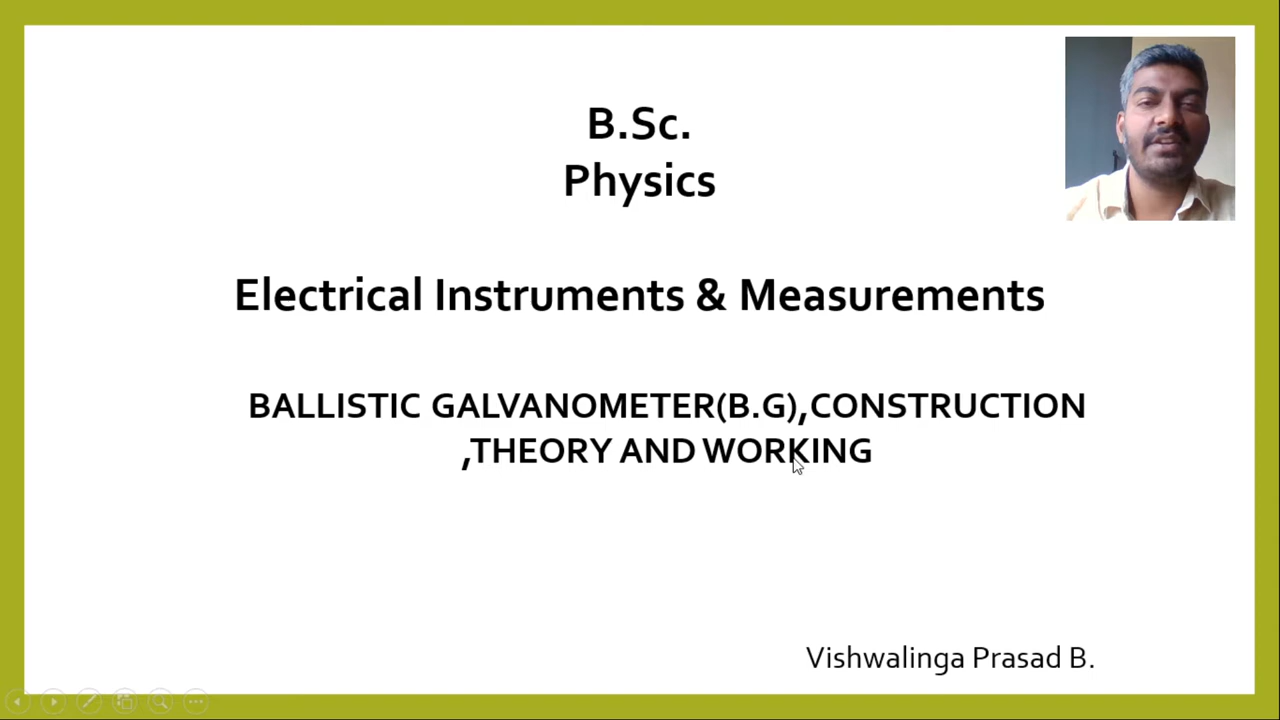 B.Sc.
Physics
Electrical Instruments & Measurements
BALLISTIC GALVANOMETER(B.G),CONSTRUCTION
,THEORY AND WORKING
Vishwalinga Prasad B.